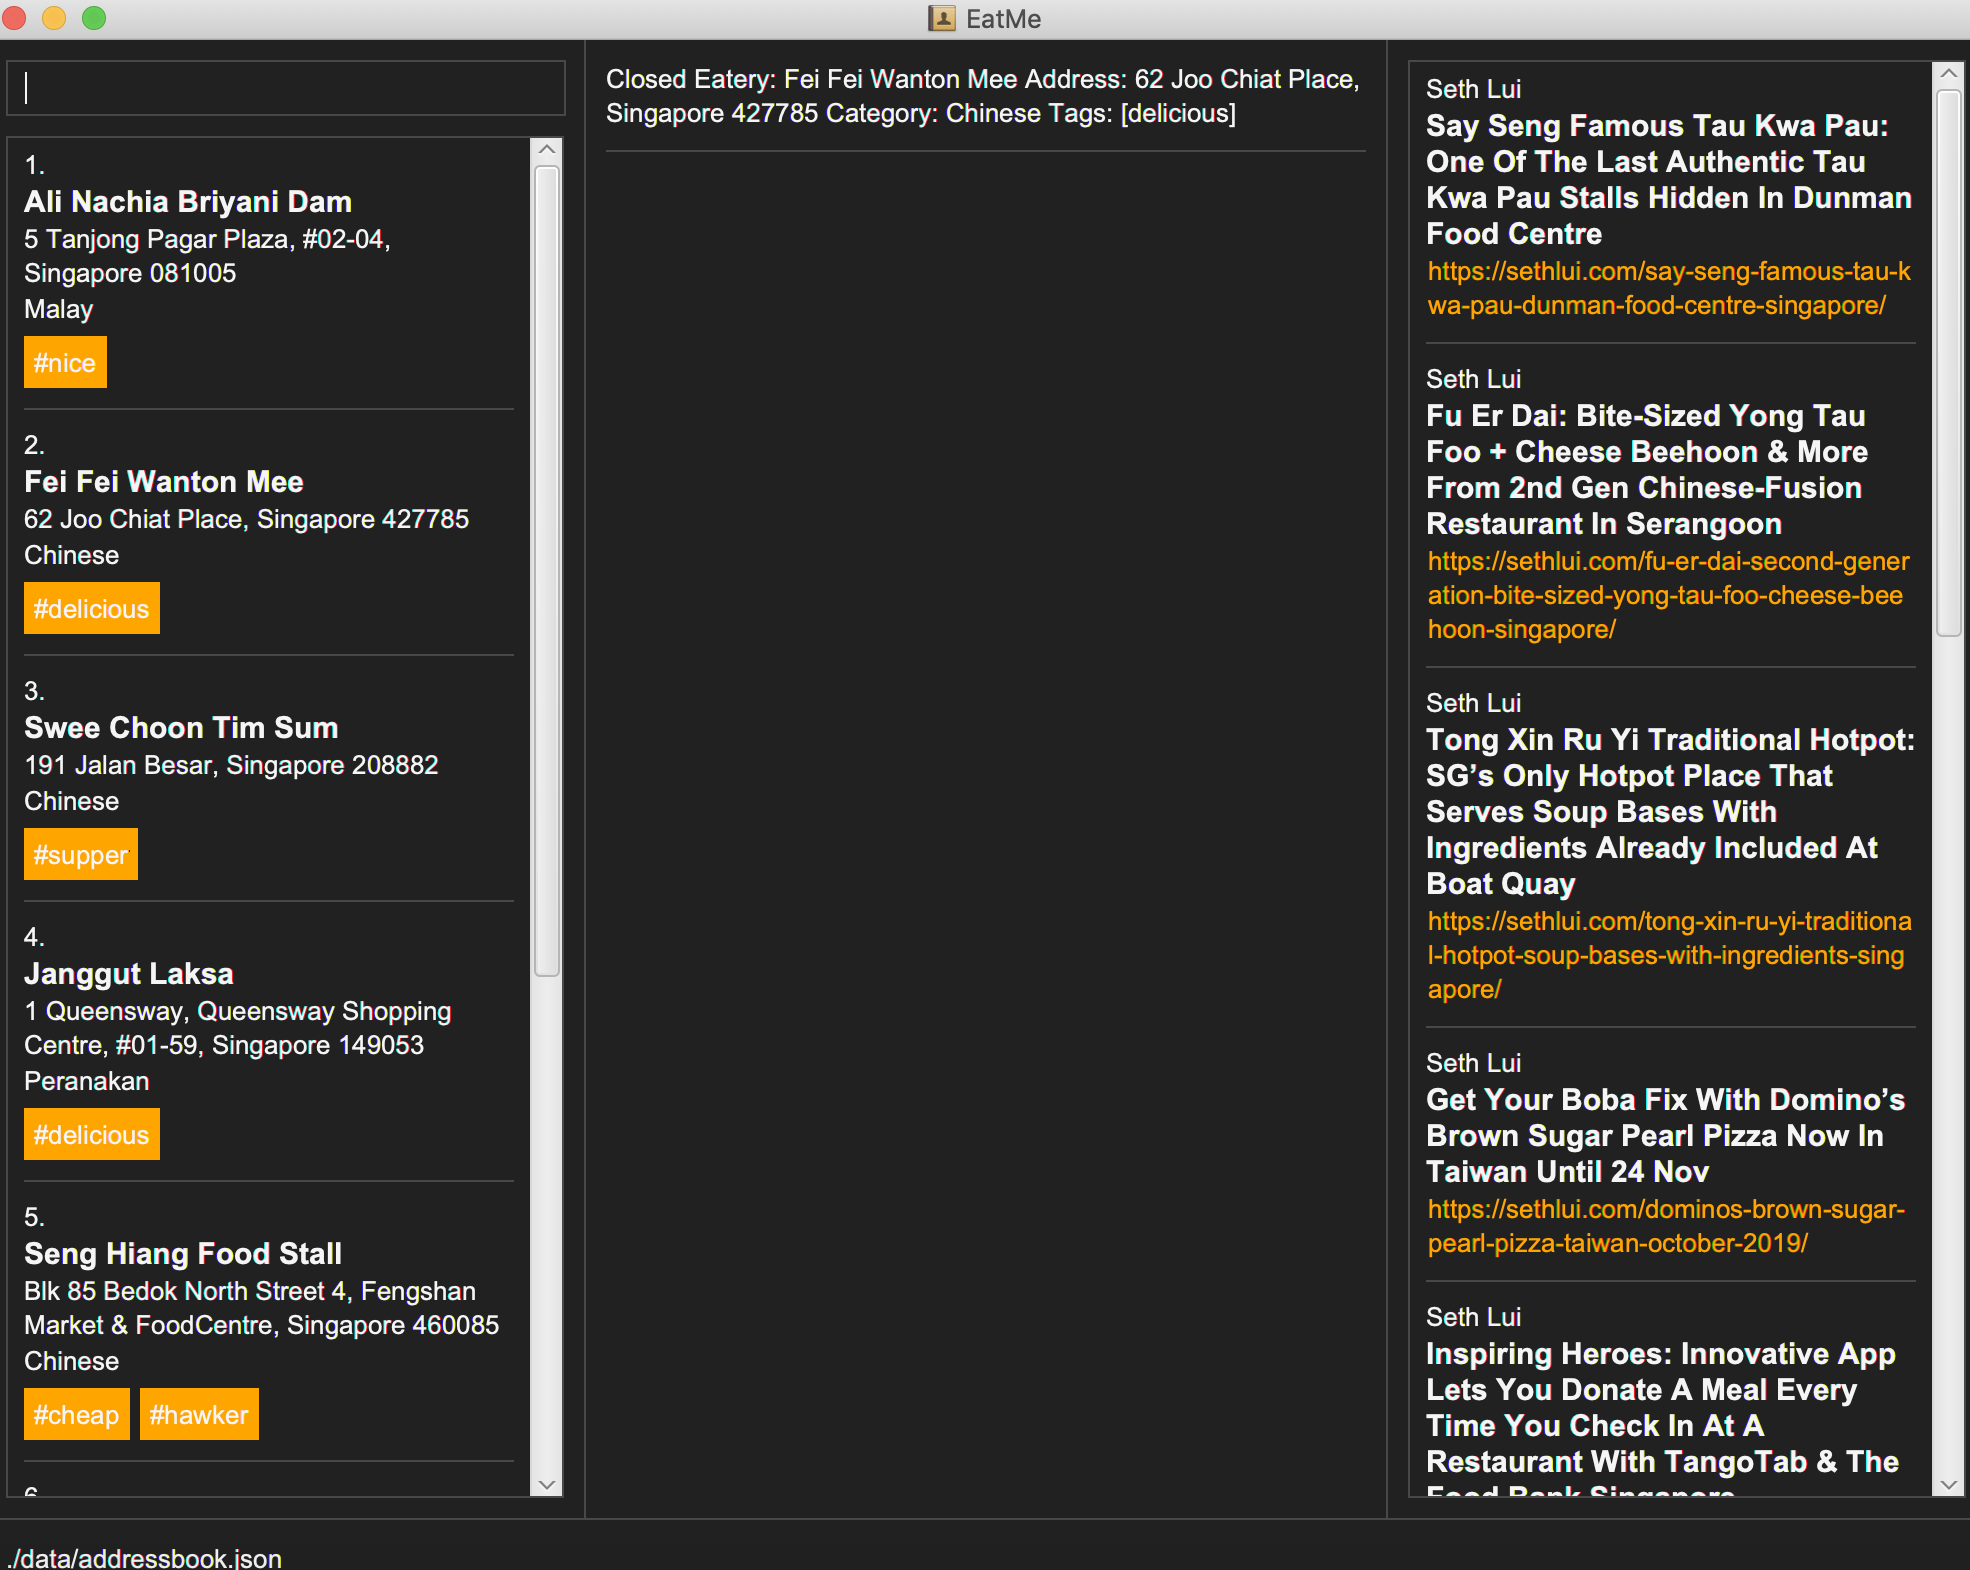 EatMe
1.
Ali Nachia Briyani Dam
5 Tanjong Pagar Plaza, #02-04,
Singapore 081005
Malay
#nice
2.
Fei Fei Wanton Mee
62 Joo Chiat Place, Singapore 427785
Chinese
#delicious
3.
Swee Choon Tim Sum
191 Jalan Besar, Singapore 208882
Chinese
#supper
4.
Janggut Laksa
1 Queensway, Queensway Shopping
Centre, #01-59, Singapore 149053
Peranakan
#delicious
5.
Seng Hiang Food Stall
Blk 85 Bedok North Street 4, Fengshan
Market & FoodCentre, Singapore 460085
Chinese
#cheap #hawker
6.
Closed Eatery: Fei Fei Wanton Mee Address: 62 Joo Chiat Place,
Singapore 427785 Category: Chinese Tags: [delicious]
Seth Lui
Say Seng Famous Tau Kwa Pau:
One Of The Last Authentic Tau
Kwa Pau Stalls Hidden In Dunman
Food Centre
https://sethlui.com/say-seng-famous-tau-k
wa-pau-dunman-food-centre-singapore/
Seth Lui
Fu Er Dai: Bite-Sized Yong Tau
Foo + Cheese Beehoon & More
From 2nd Gen Chinese-Fusion
Restaurant In Serangoon
https://sethlui.com/fu-er-dai-second-gener
ation-bite-sized-yong-tau-foo-cheese-bee
hoon-singapore/
Seth Lui
Tong Xin Ru Yi Traditional Hotpot:
SG’s Only Hotpot Place That
Serves Soup Bases With
Ingredients Already Included At
Boat Quay
https://sethlui.com/tong-xin-ru-yi-traditiona
l-hotpot-soup-bases-with-ingredients-sing
apore/
Seth Lui
Get Your Boba Fix With Domino’s
Brown Sugar Pearl Pizza Now In
Taiwan Until 24 Nov
https://sethlui.com/dominos-brown-sugar-
pearl-pizza-taiwan-october-2019/
Seth Lui
Inspiring Heroes: Innovative App
Lets You Donate A Meal Every
Time You Check In At A
Restaurant With TangoTab & The
Food Bank Singapore
./data/addressbook.json